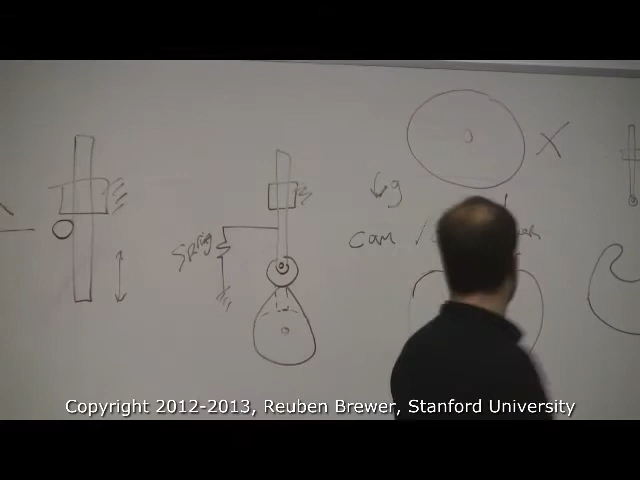 X
g
Spring
cam /
Copyright 2012-2013, Reuben Brewer, Stanford University